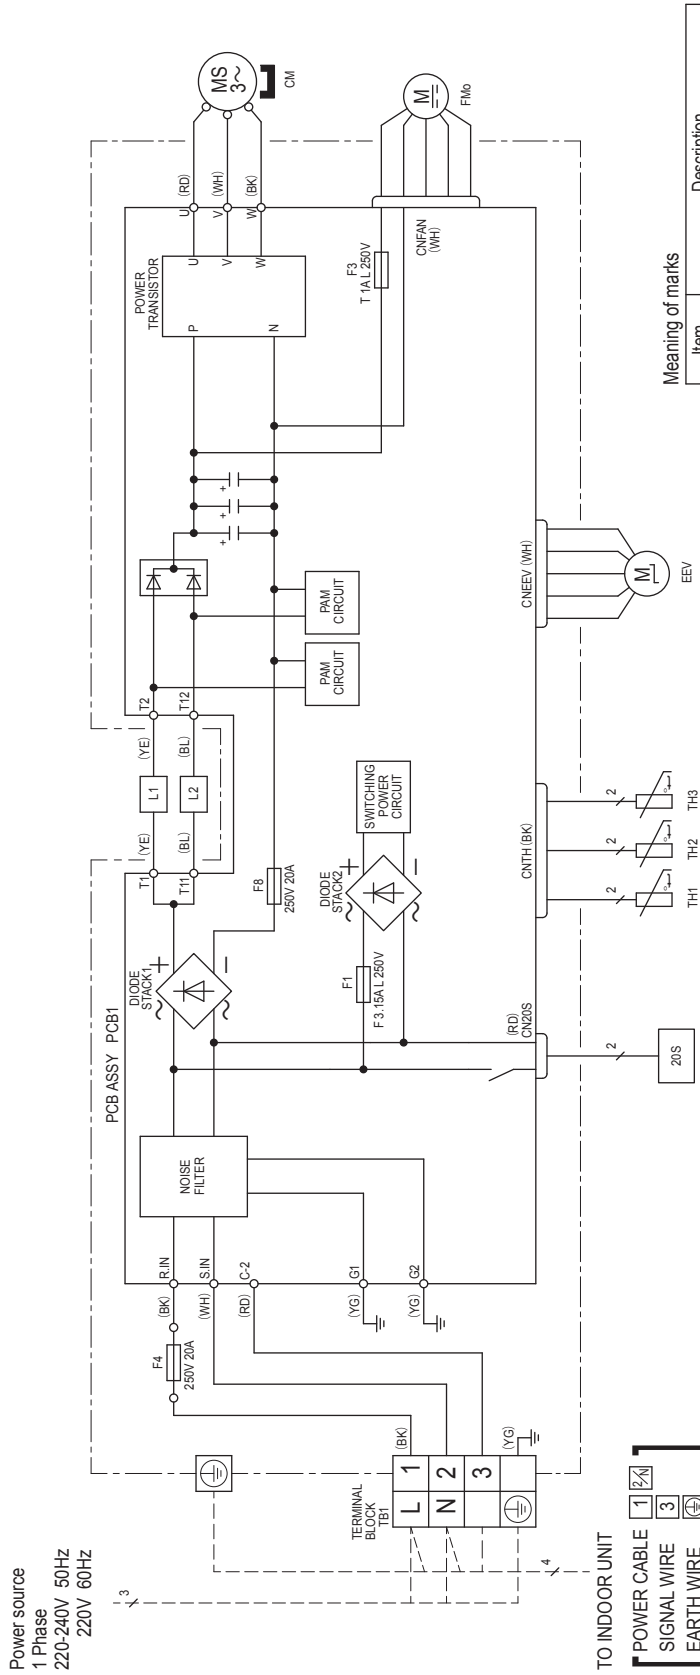 Power source
1 Phase
220-240V 50Hz
220V 60Hz
3
TO INDOOR UNIT
4
POWER CABLE 1 2/N
SIGNAL WIRE 3
EARTH WIRE
TERMINAL
BLOCK
TB1
L 1
N 2
3
(BK)
(YG)
F4
250V 20A
(BK)
(WH)
(RD)
(YG)
(YG)
R.IN
S.IN
C-2
G1
G2
PCB ASSY PCB1
NOISE
FILTER
DIODE
STACK1
+
−
~
~
F8
250V 20A
F1
F 3.15A L 250V
DIODE
STACK2
+
−
~
~
SWITCHING
POWER
CIRCUIT
(RD)
CN20S
2
20S
T1
T11
(YE)
(BL)
L1
L2
(YE)
(BL)
T2
T12
PAM
CIRCUIT
PAM
CIRCUIT
+
+
+
CNTH (BK)
2
2
2
TH1
TH2
TH3
CNEEV (WH)
M
EEV
POWER
TRANSISTOR
P
N
U
V
W
U
V
W
(RD)
(WH)
(BK)
MS
3~
CM
F3
T 1A L 250V
CNFAN
(WH)
M
FMo
Meaning of marks
Item
Description